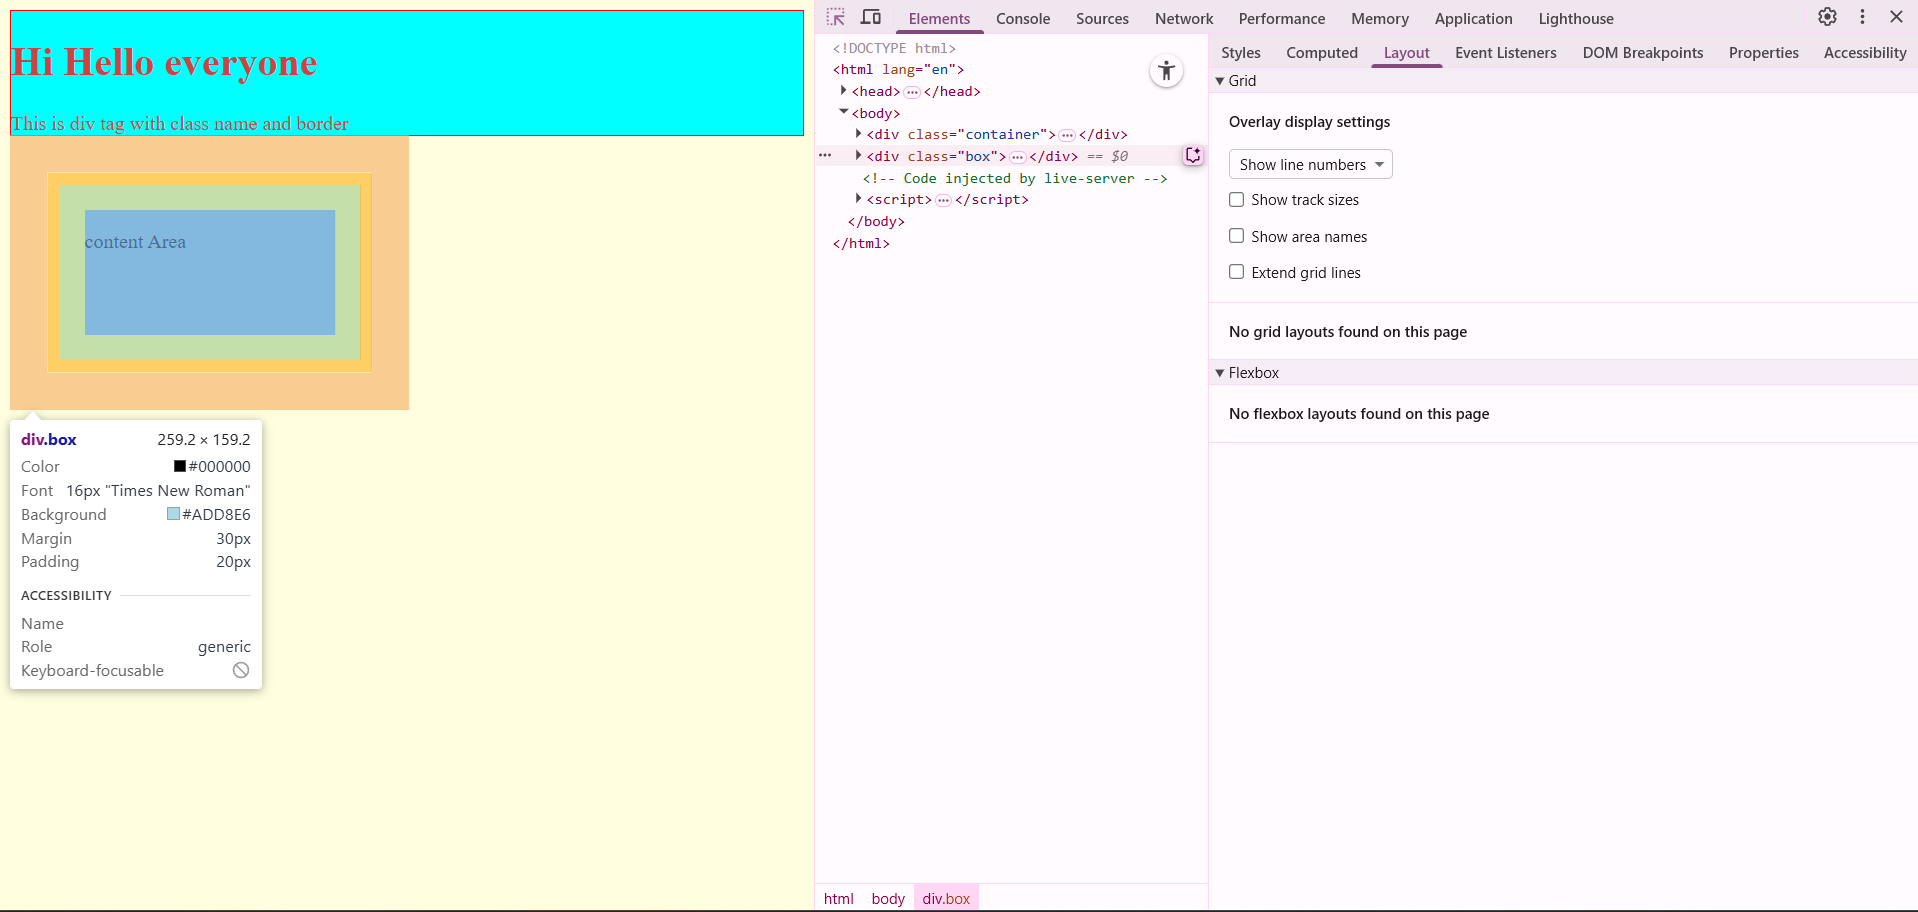 Hi Hello everyone
This is div tag with class name and border
content Area
div.box 259.2 × 159.2
Color #000000
Font 16px "Times New Roman"
Background #ADD8E6
Margin 30px
Padding 20px
ACCESSIBILITY
Name
Role generic
Keyboard-focusable
Elements Console Sources Network Performance Memory Application Lighthouse
<!DOCTYPE html>
<html lang="en">
<head> ··· </head>
<body>
<div class="container"> ··· </div>
··· <div class="box"> ··· </div> == $0
<!-- Code injected by live-server -->
<script> ··· </script>
</body>
</html>
html body div.box
Styles Computed Layout Event Listeners DOM Breakpoints Properties Accessibility
Grid
Overlay display settings
Show line numbers
Show track sizes
Show area names
Extend grid lines
No grid layouts found on this page
Flexbox
No flexbox layouts found on this page